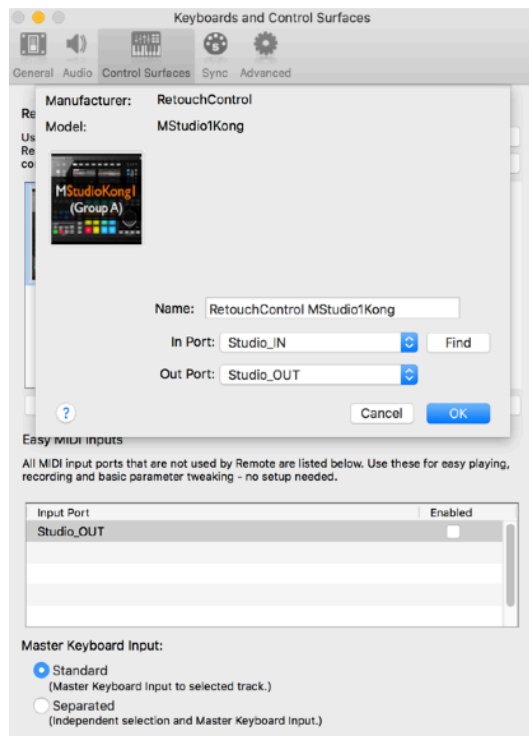 Keyboards and Control Surfaces
General Audio Control Surfaces Sync Advanced
Manufacturer: RetouchControl
Re
Model: MStudio1Kong
Us
Re
co
MStudioKong1
(Group A)
Name: RetouchControl MStudio1Kong
In Port: Studio_IN Find
Out Port: Studio_OUT
? Cancel OK
Easy MIDI Inputs
All MIDI input ports that are not used by Remote are listed below. Use these for easy playing,
recording and basic parameter tweaking - no setup needed.
Input Port Enabled
Studio_OUT
Master Keyboard Input:
Standard
(Master Keyboard Input to selected track.)
Separated
(Independent selection and Master Keyboard Input.)